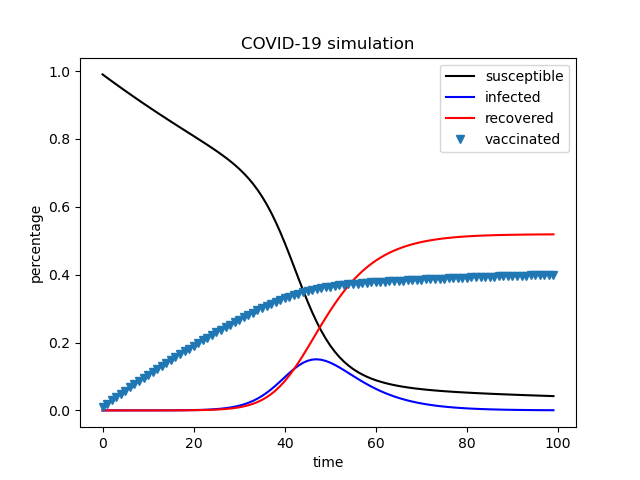 COVID-19 simulation
susceptible
infected
recovered
vaccinated
percentage
1.0
0.8
0.6
0.4
0.2
0.0
0 20 40 60 80 100
time